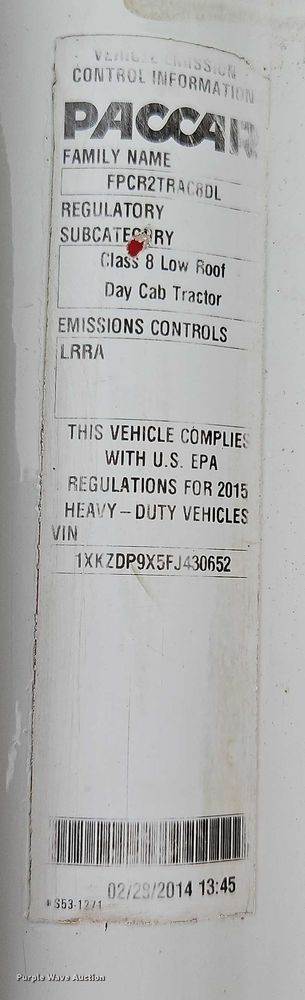 VEHICLE EMISSION
CONTROL INFORMATION
PACCAR
FAMILY NAME
FPCR2TRAC8DL
REGULATORY
SUBCATEGORY
Class 8 Low Roof
Day Cab Tractor
EMISSIONS CONTROLS
LRRA
THIS VEHICLE COMPLIES
WITH U.S. EPA
REGULATIONS FOR 2015
HEAVY-DUTY VEHICLES
VIN
1XKZDP9X5FJ430652
02/28/2014 13:45
S53-1271
Purple Wave Auction